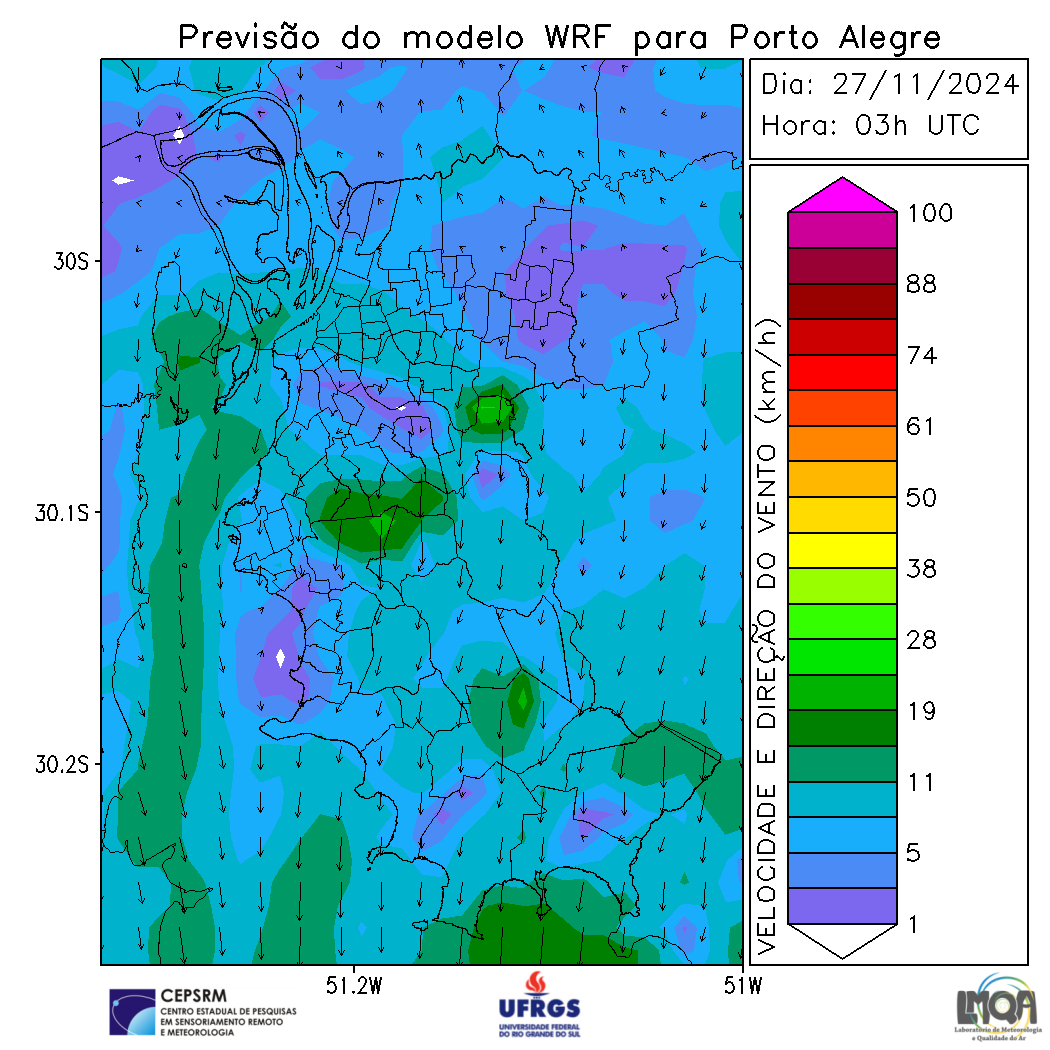 Previsão do modelo WRF para Porto Alegre
Dia: 27/11/2024
Hora: 03h UTC
30S
30.1S
30.2S
51.2W
51W
VELOCIDADE E DIREÇÃO DO VENTO (km/h)
100
88
74
61
50
38
28
19
11
5
1
CEPSRM
CENTRO ESTADUAL DE PESQUISAS
EM SENSORIAMENTO REMOTO
E METEOROLOGIA
UFRGS
UNIVERSIDADE FEDERAL
DO RIO GRANDE DO SUL
LMQA
Laboratório de Meteorologia
e Qualidade do Ar